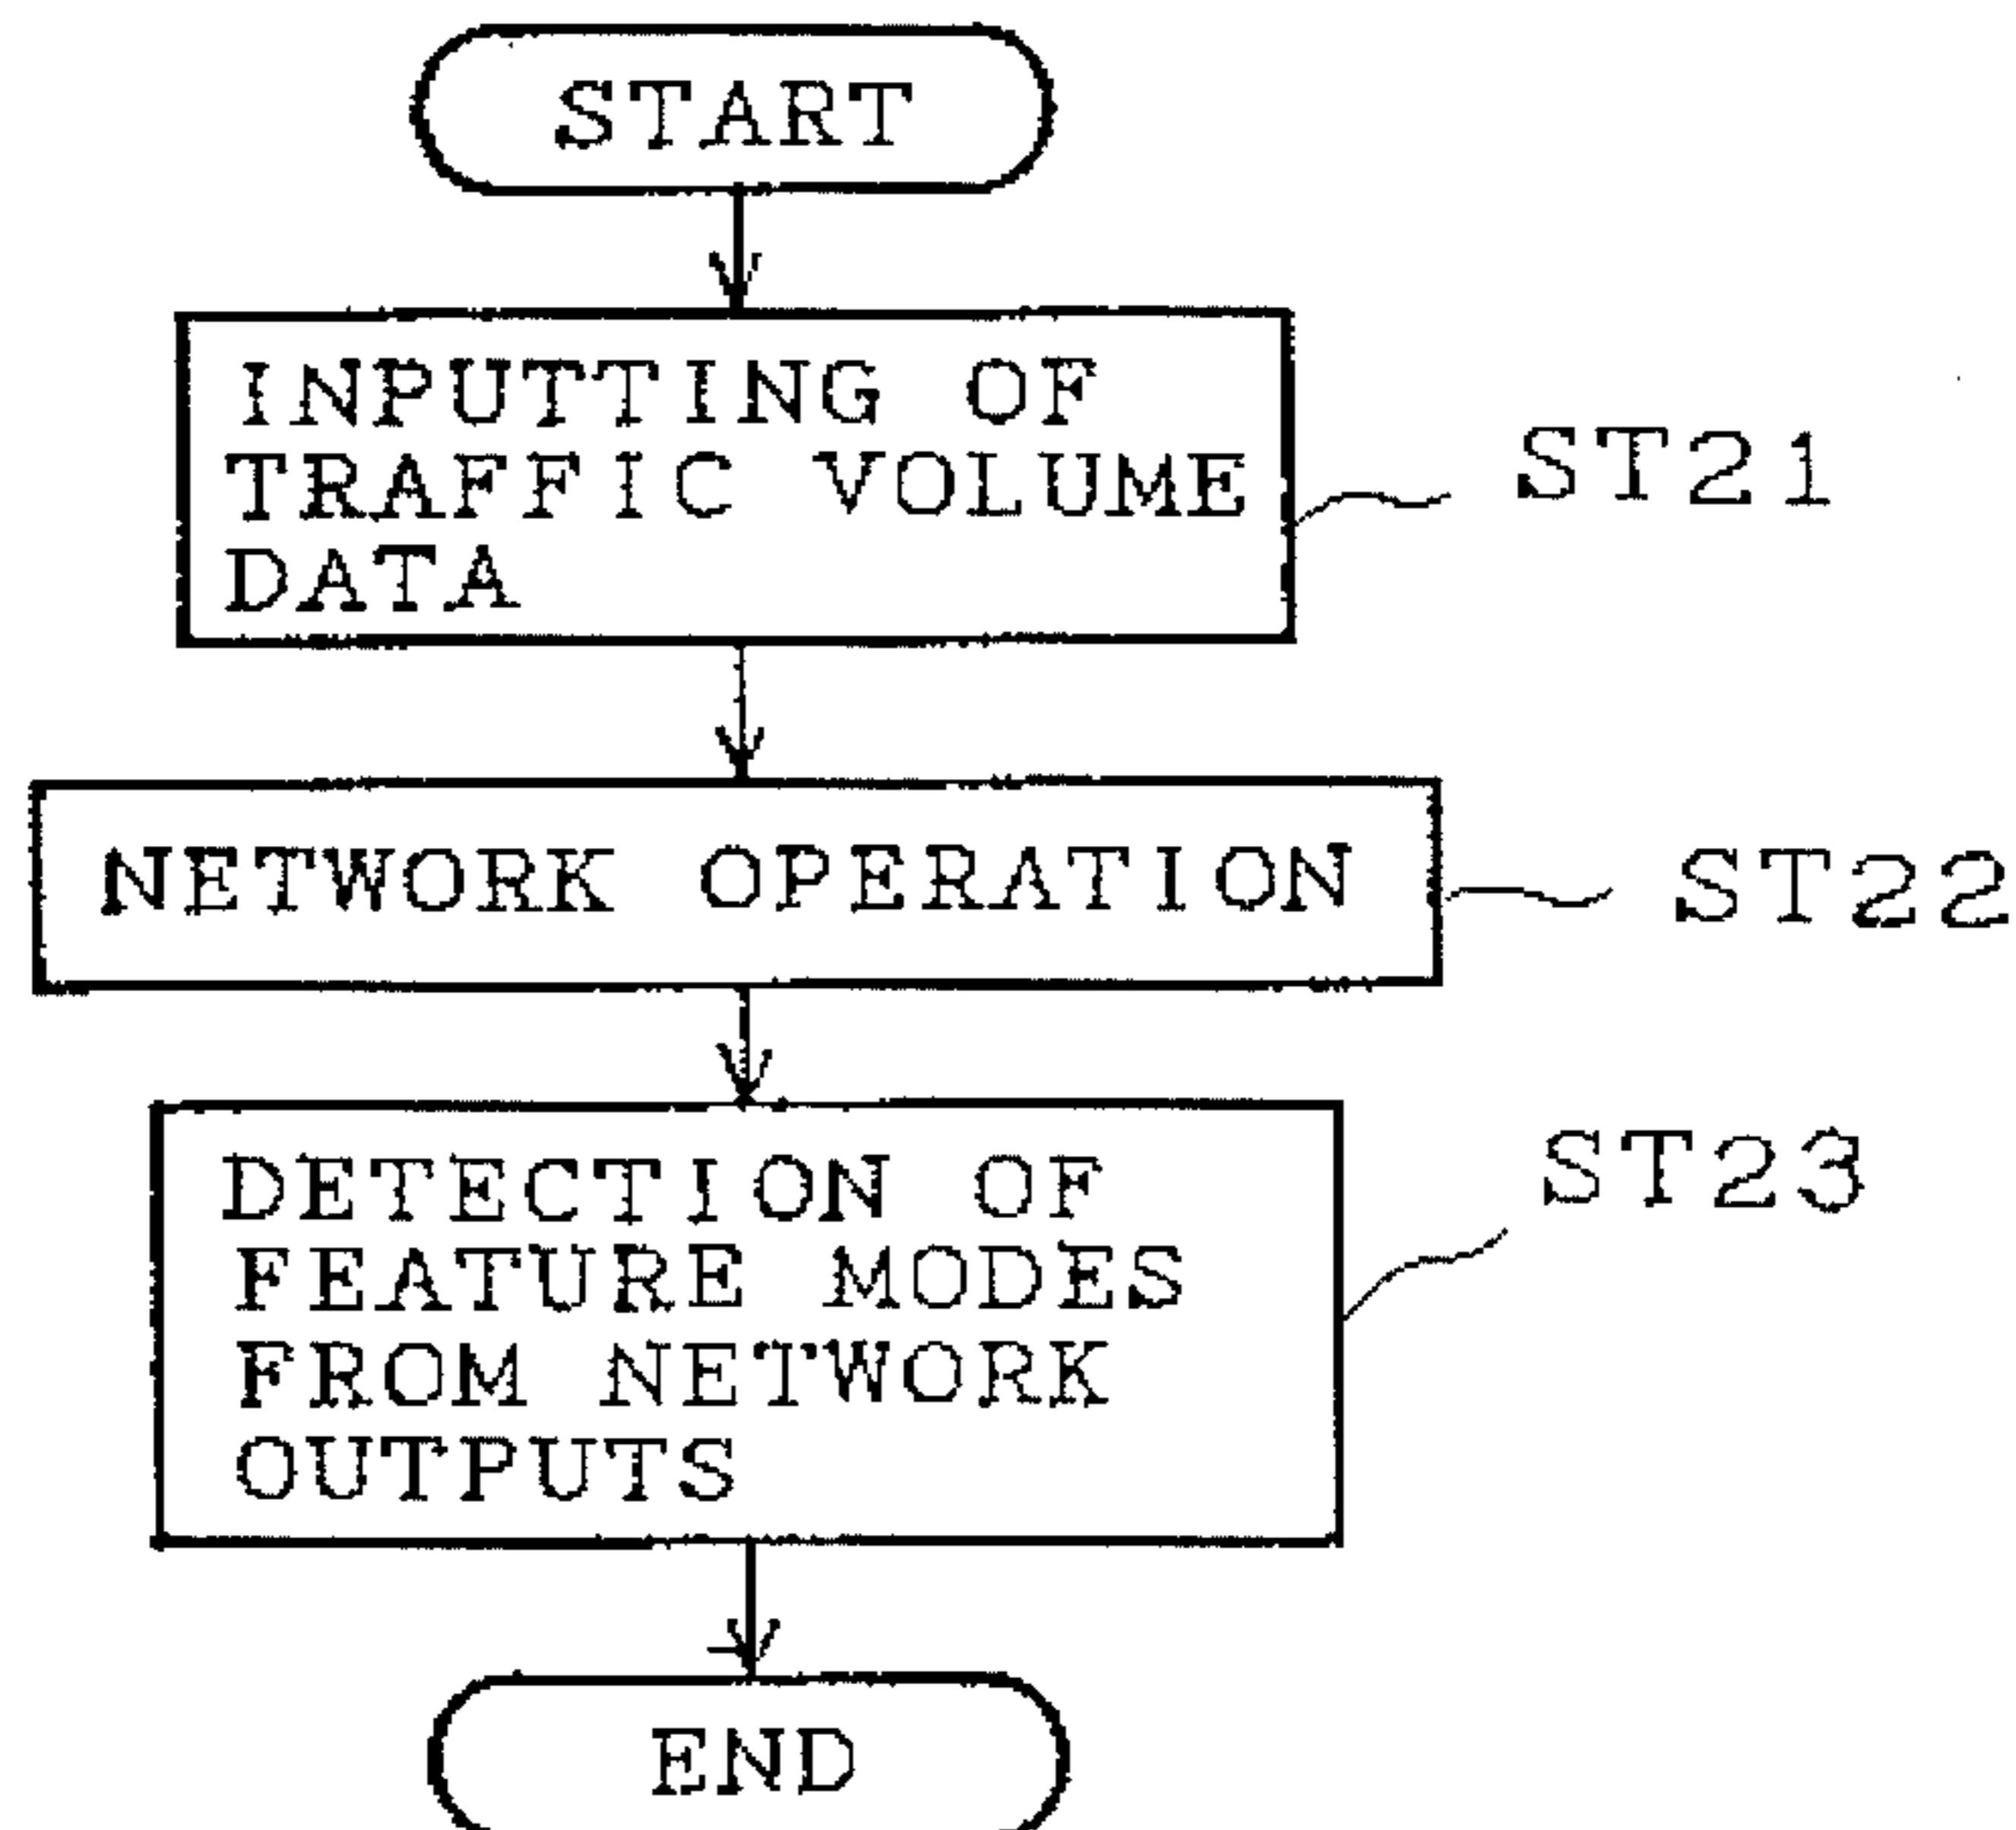 START
INPUTTING OF
TRAFFIC VOLUME
DATA
ST21
NETWORK OPERATION
ST22
DETECTION OF
FEATURE MODES
FROM NETWORK
OUTPUTS
ST23
END